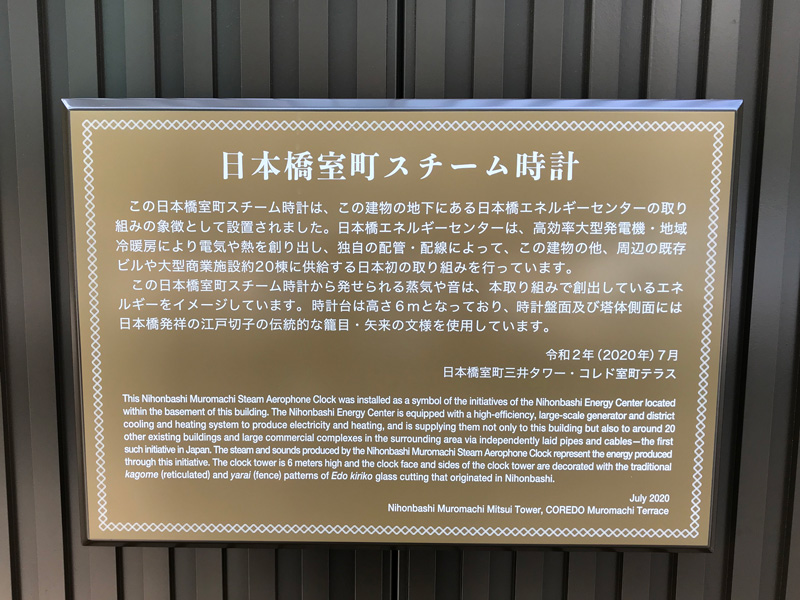 日本橋室町スチーム時計
この日本橋室町スチーム時計は、この建物の地下にある日本橋エネルギーセンターの取り
組みの象徴として設置されました。日本橋エネルギーセンターは、高効率大型発電機・地域
冷暖房により電気や熱を創り出し、独自の配管・配線によって、この建物の他、周辺の既存
ビルや大型商業施設約20棟に供給する日本初の取り組みを行っています。
この日本橋室町スチーム時計から発せられる蒸気や音は、本取り組みで創出しているエネ
ルギーをイメージしています。時計台は高さ6mとなっており、時計盤面及び塔体側面には
日本橋発祥の江戸切子の伝統的な籠目・矢来の文様を使用しています。
令和2年(2020年)7月
日本橋室町三井タワー・コレド室町テラス
This Nihonbashi Muromachi Steam Aerophone Clock was installed as a symbol of the initiatives of the Nihonbashi Energy Center located
within the basement of this building. The Nihonbashi Energy Center is equipped with a high-efficiency, large-scale generator and district
cooling and heating system to produce electricity and heating, and is supplying them not only to this building but also to around 20
other existing buildings and large commercial complexes in the surrounding area via independently laid pipes and cables—the first
such initiative in Japan. The steam and sounds produced by the Nihonbashi Muromachi Steam Aerophone Clock represent the energy produced
through this initiative. The clock tower is 6 meters high and the clock face and sides of the clock tower are decorated with the traditional
kagome (reticulated) and yarai (fence) patterns of Edo kiriko glass cutting that originated in Nihonbashi.
July 2020
Nihonbashi Muromachi Mitsui Tower, COREDO Muromachi Terrace